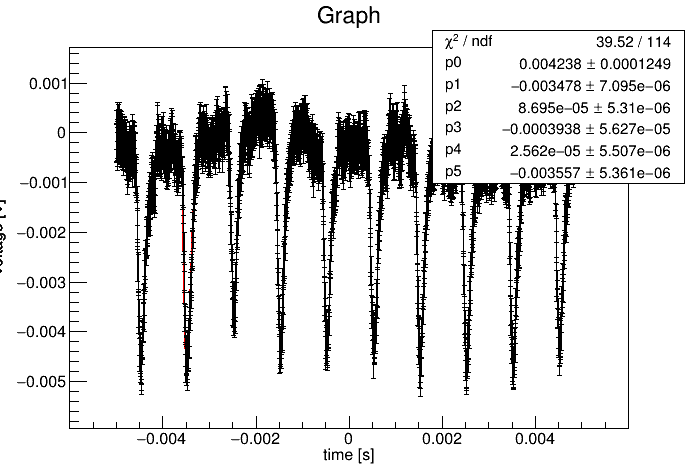 Graph
χ² / ndf 39.52 / 114
p0 0.004238 ± 0.0001249
p1 −0.003478 ± 7.095e−06
p2 8.695e−05 ± 5.31e−06
p3 −0.0003938 ± 5.627e−05
p4 2.562e−05 ± 5.507e−06
p5 −0.003557 ± 5.361e−06
0.001
0
−0.001
−0.002
−0.003
−0.004
−0.005
−0.004 −0.002 0 0.002 0.004
time [s]